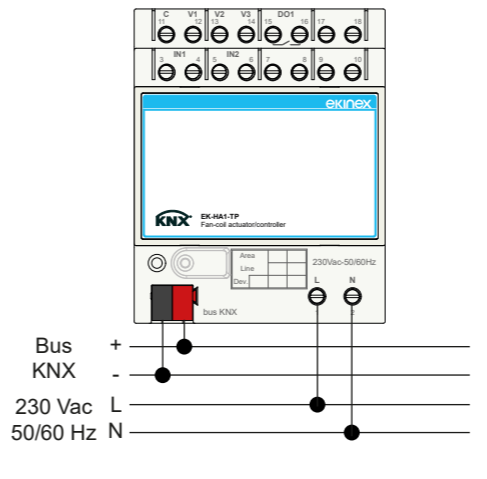 C V1 V2 V3 DO1
11 12 13 14 15 16 17 18
IN1 IN2
3 4 5 6 7 8 9 10
ekinex
KNX EK-HA1-TP
Fan-coil actuator/controller
Area
Line
Dev.
230Vac-50/60Hz
L N
1 2
bus KNX
Bus +
KNX -
230 Vac L
50/60 Hz N